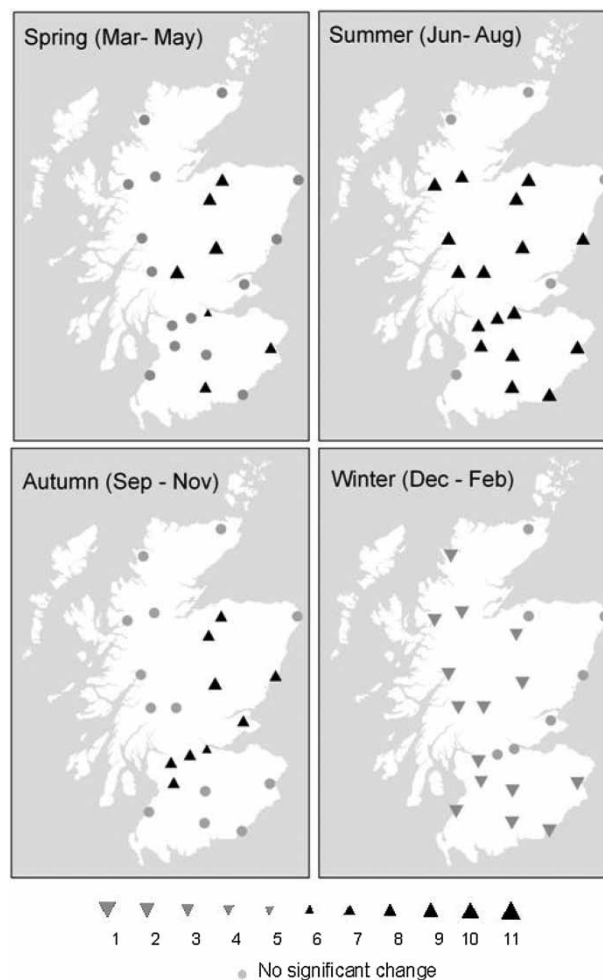 Spring (Mar- May)
Summer (Jun- Aug)
Autumn (Sep - Nov)
Winter (Dec - Feb)
1 2 3 4 5 6 7 8 9 10 11
No significant change